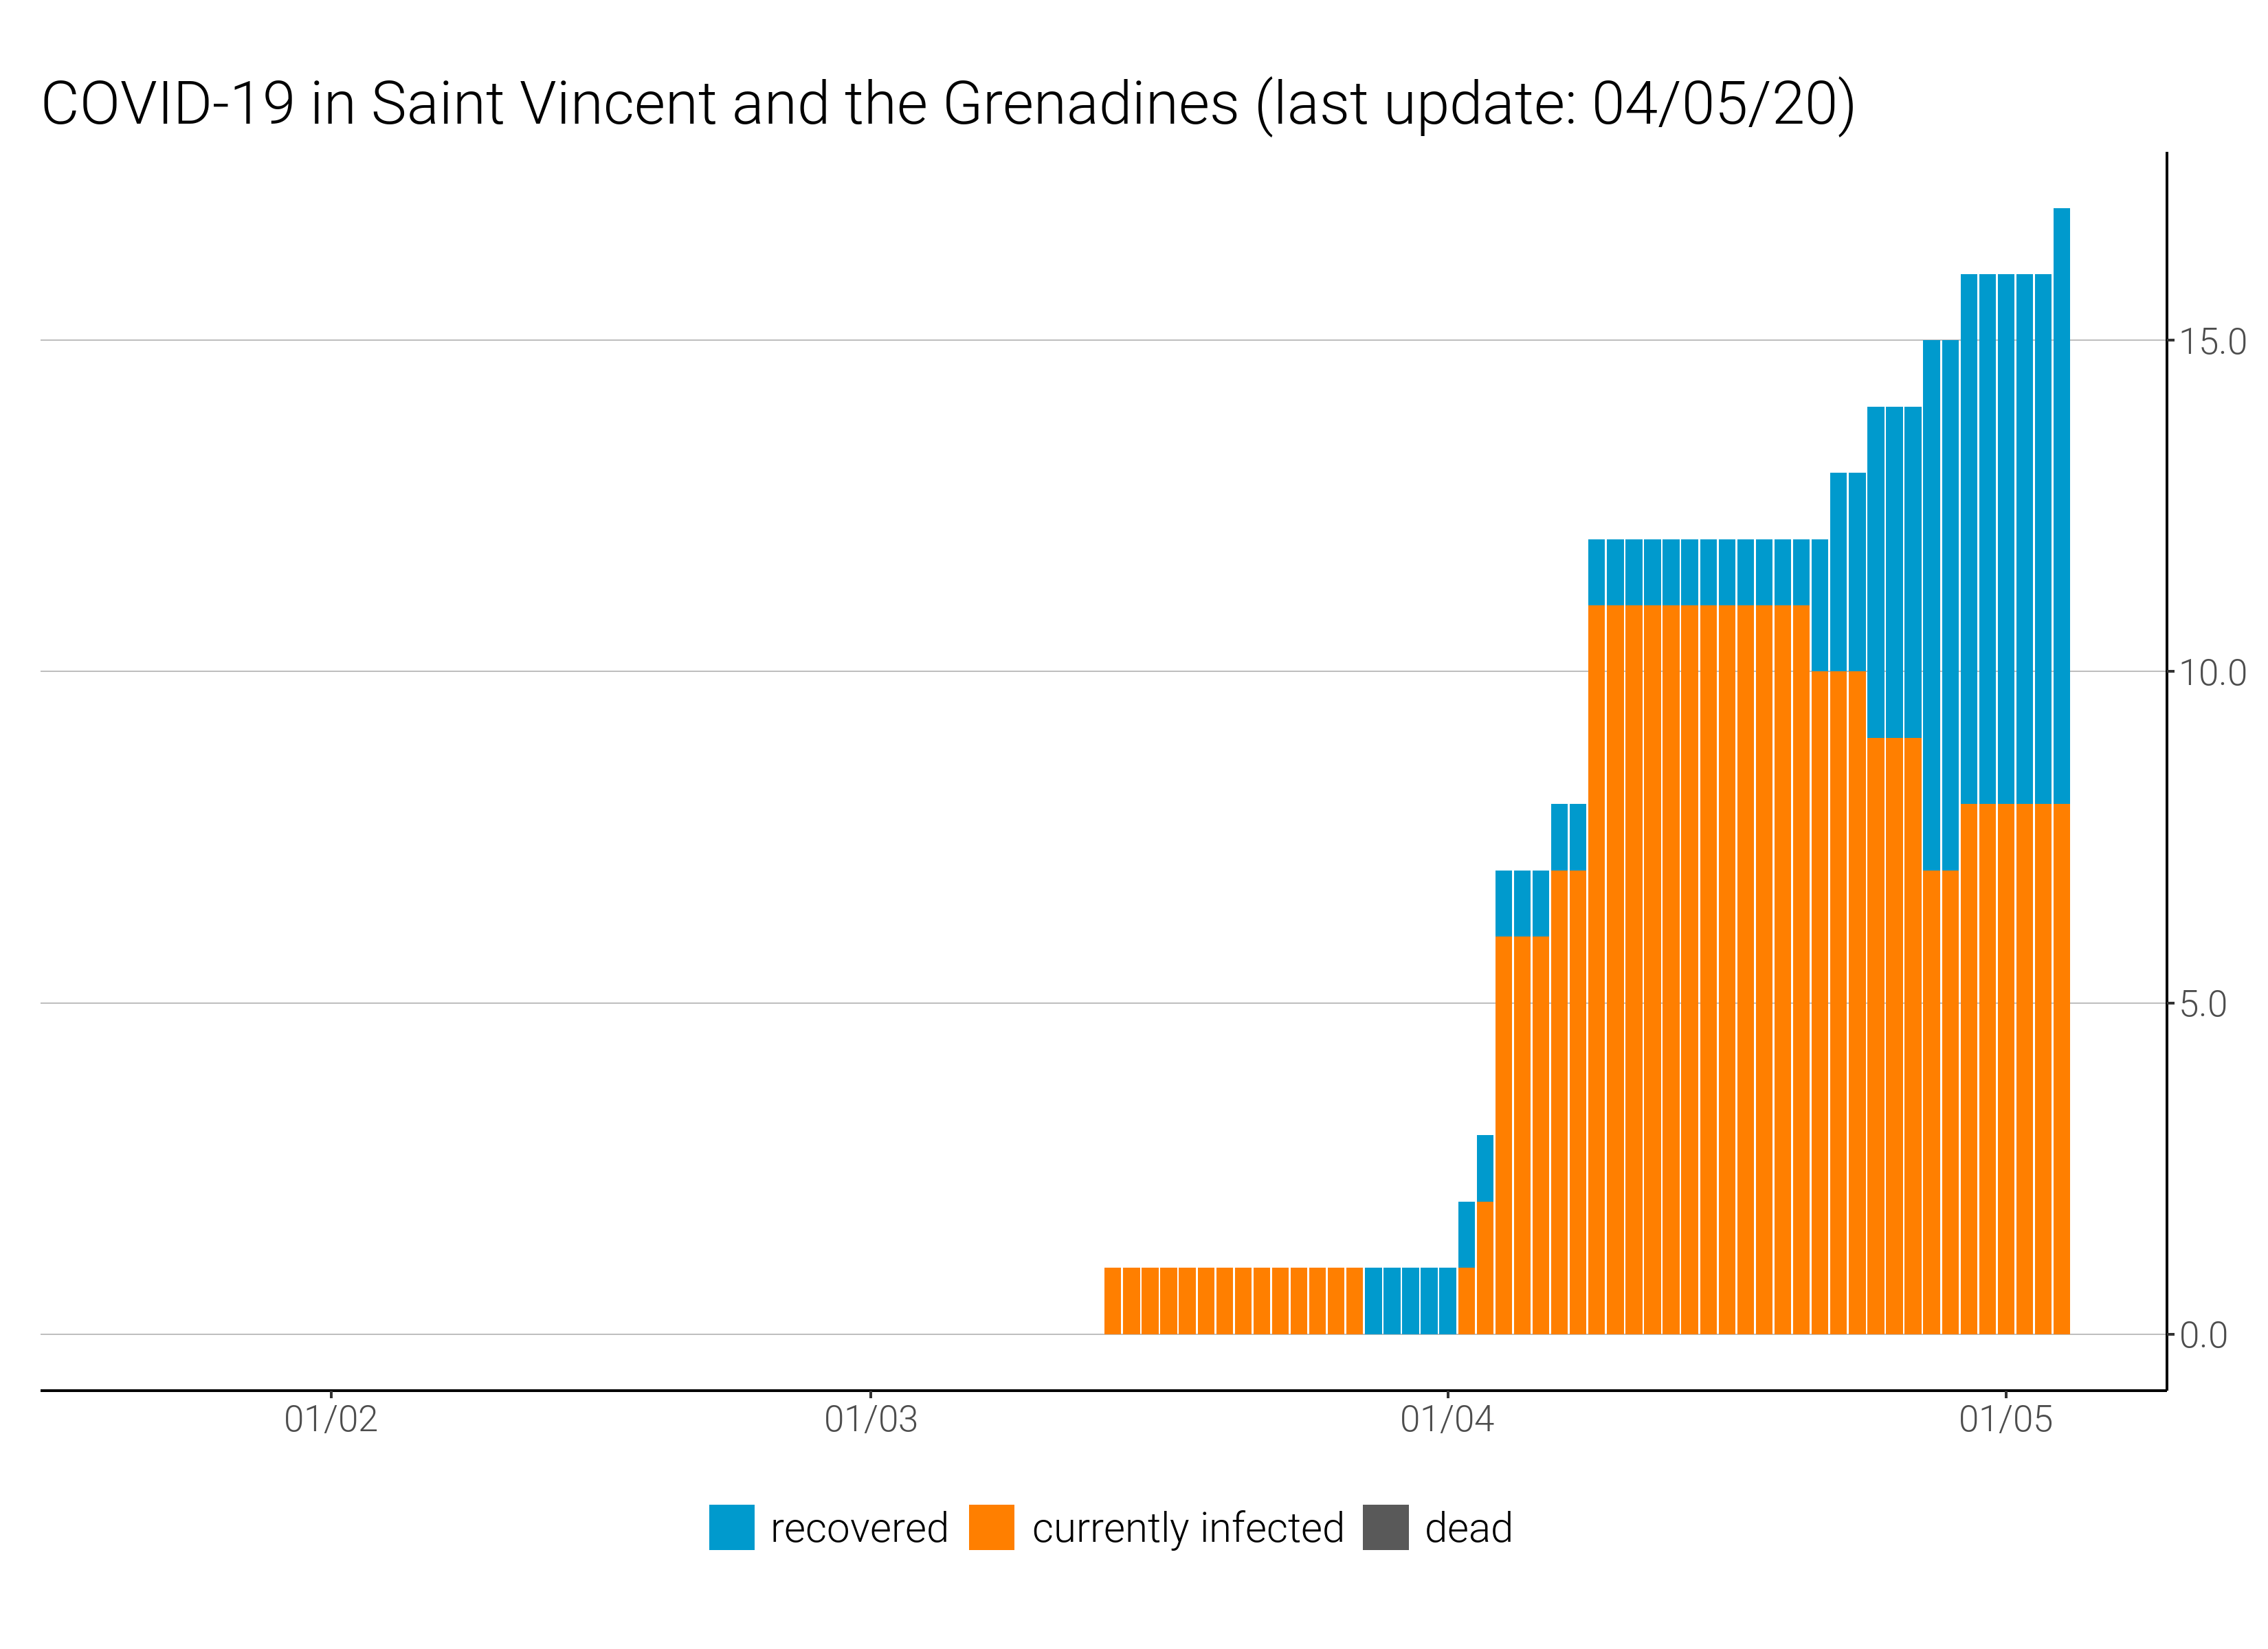 COVID-19 in Saint Vincent and the Grenadines (last update: 04/05/20)
15.0
10.0
5.0
0.0
01/02 01/03 01/04 01/05
recovered currently infected dead